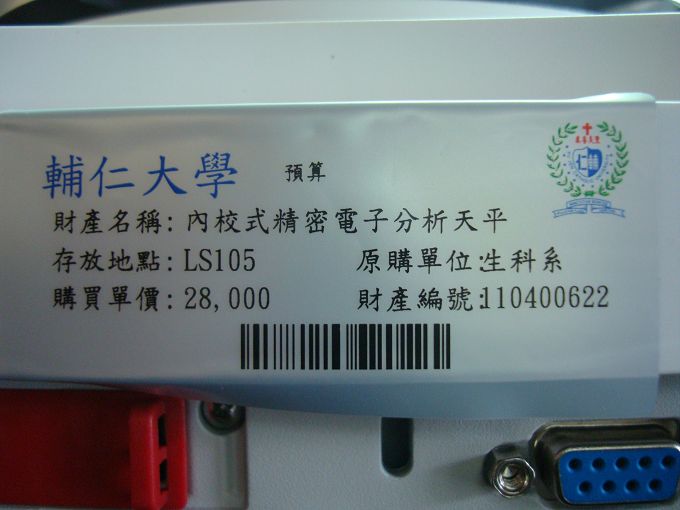 輔仁大學 預算
財產名稱: 內校式精密電子分析天平
存放地點: LS105 原購單位:生科系
購買單價: 28,000 財產編號:110400622